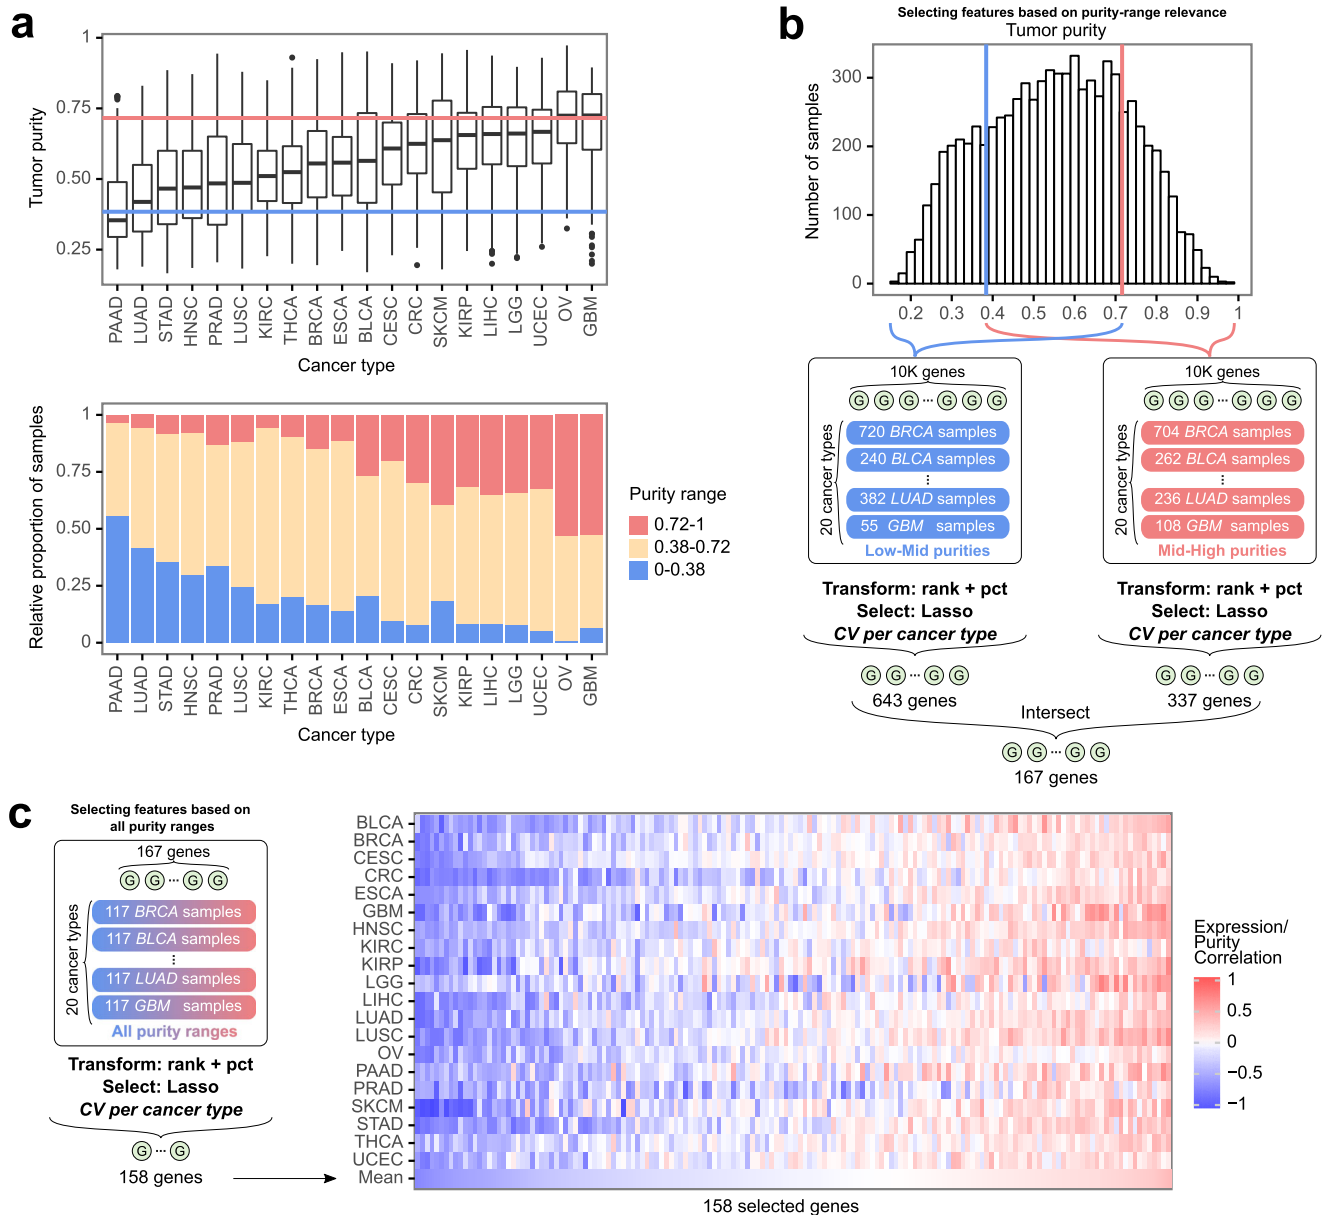 a
1
0.75
0.50
0.25
Tumor purity
PAAD
LUAD
STAD
HNSC
PRAD
LUSC
KIRC
THCA
BRCA
ESCA
BLCA
CESC
CRC
SKCM
KIRP
LIHC
LGG
UCEC
OV
GBM
Cancer type
1
0.75
0.50
0.25
0
Relative proportion of samples
PAAD
LUAD
STAD
HNSC
PRAD
LUSC
KIRC
THCA
BRCA
ESCA
BLCA
CESC
CRC
SKCM
KIRP
LIHC
LGG
UCEC
OV
GBM
Cancer type
Purity range
0.72-1
0.38-0.72
0-0.38
b
Selecting features based on purity-range relevance
Tumor purity
300
200
100
0
Number of samples
0.2 0.3 0.4 0.5 0.6 0.7 0.8 0.9 1
10K genes
G G G ··· G G G
20 cancer types
720 BRCA samples
240 BLCA samples
⋮
382 LUAD samples
55 GBM samples
Low-Mid purities
Transform: rank + pct
Select: Lasso
CV per cancer type
G G ··· G G
643 genes
10K genes
G G G ··· G G G
20 cancer types
704 BRCA samples
262 BLCA samples
⋮
236 LUAD samples
108 GBM samples
Mid-High purities
Transform: rank + pct
Select: Lasso
CV per cancer type
G G ··· G G
337 genes
Intersect
G G ··· G G
167 genes
c
Selecting features based on
all purity ranges
167 genes
G G ··· G G
20 cancer types
117 BRCA samples
117 BLCA samples
⋮
117 LUAD samples
117 GBM samples
All purity ranges
Transform: rank + pct
Select: Lasso
CV per cancer type
G ··· G
158 genes
BLCA
BRCA
CESC
CRC
ESCA
GBM
HNSC
KIRC
KIRP
LGG
LIHC
LUAD
LUSC
OV
PAAD
PRAD
SKCM
STAD
THCA
UCEC
Mean
158 selected genes
Expression/
Purity
Correlation
1
0.5
0
−0.5
−1